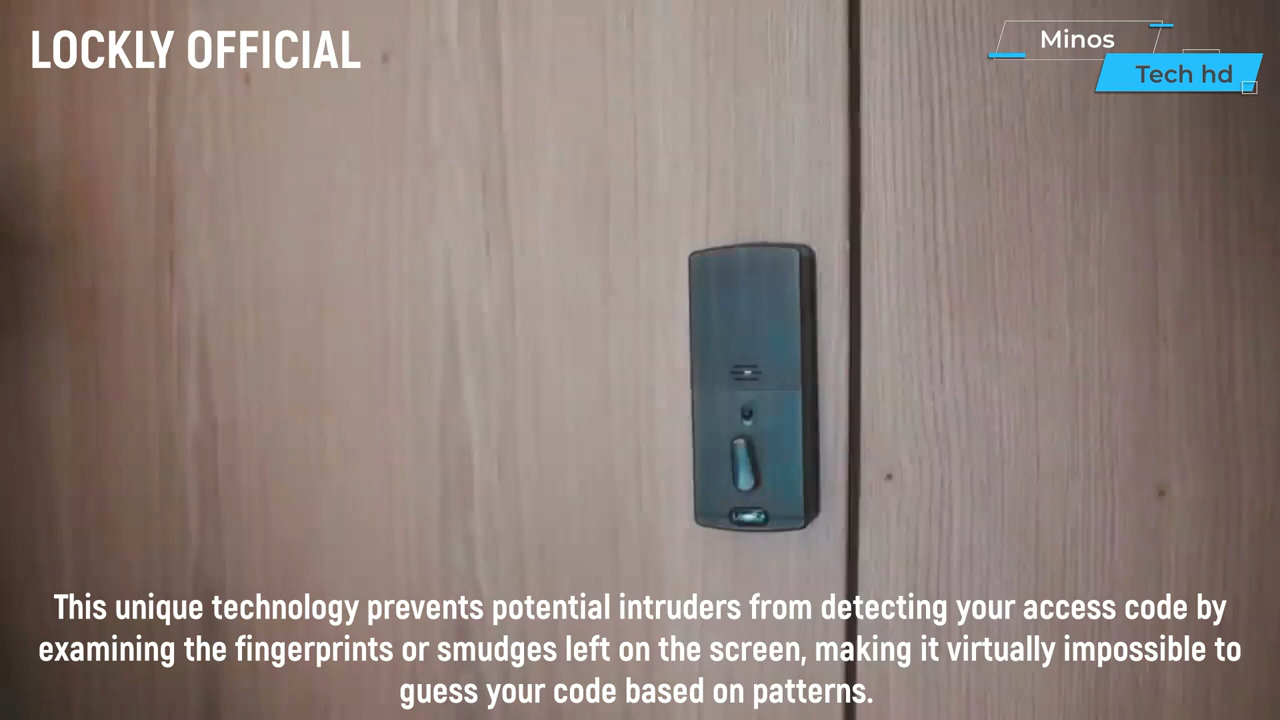 LOCKLY OFFICIAL
Minos
Tech hd
This unique technology prevents potential intruders from detecting your access code by
examining the fingerprints or smudges left on the screen, making it virtually impossible to
guess your code based on patterns.